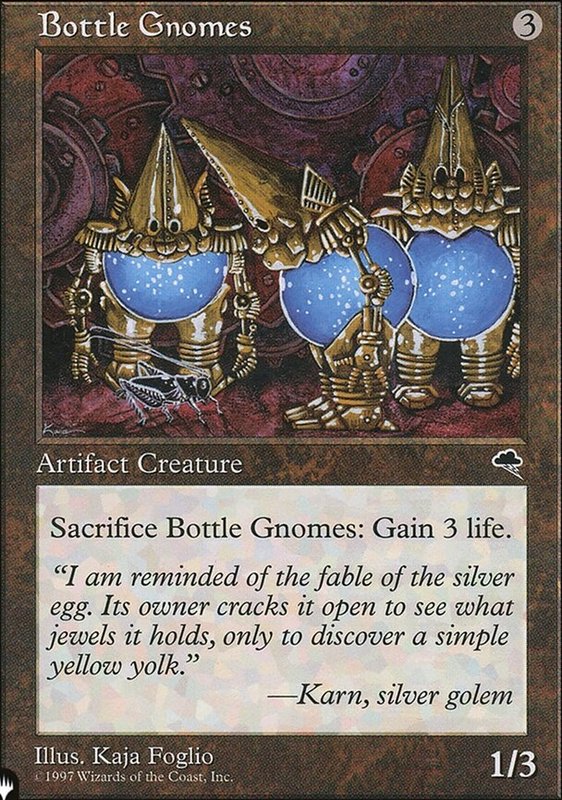 Bottle Gnomes 3
Kaja
Artifact Creature
Sacrifice Bottle Gnomes: Gain 3 life.
“I am reminded of the fable of the silver
egg. Its owner cracks it open to see what
jewels it holds, only to discover a simple
yellow yolk.”
—Karn, silver golem
Illus. Kaja Foglio
©1997 Wizards of the Coast, Inc.
1/3